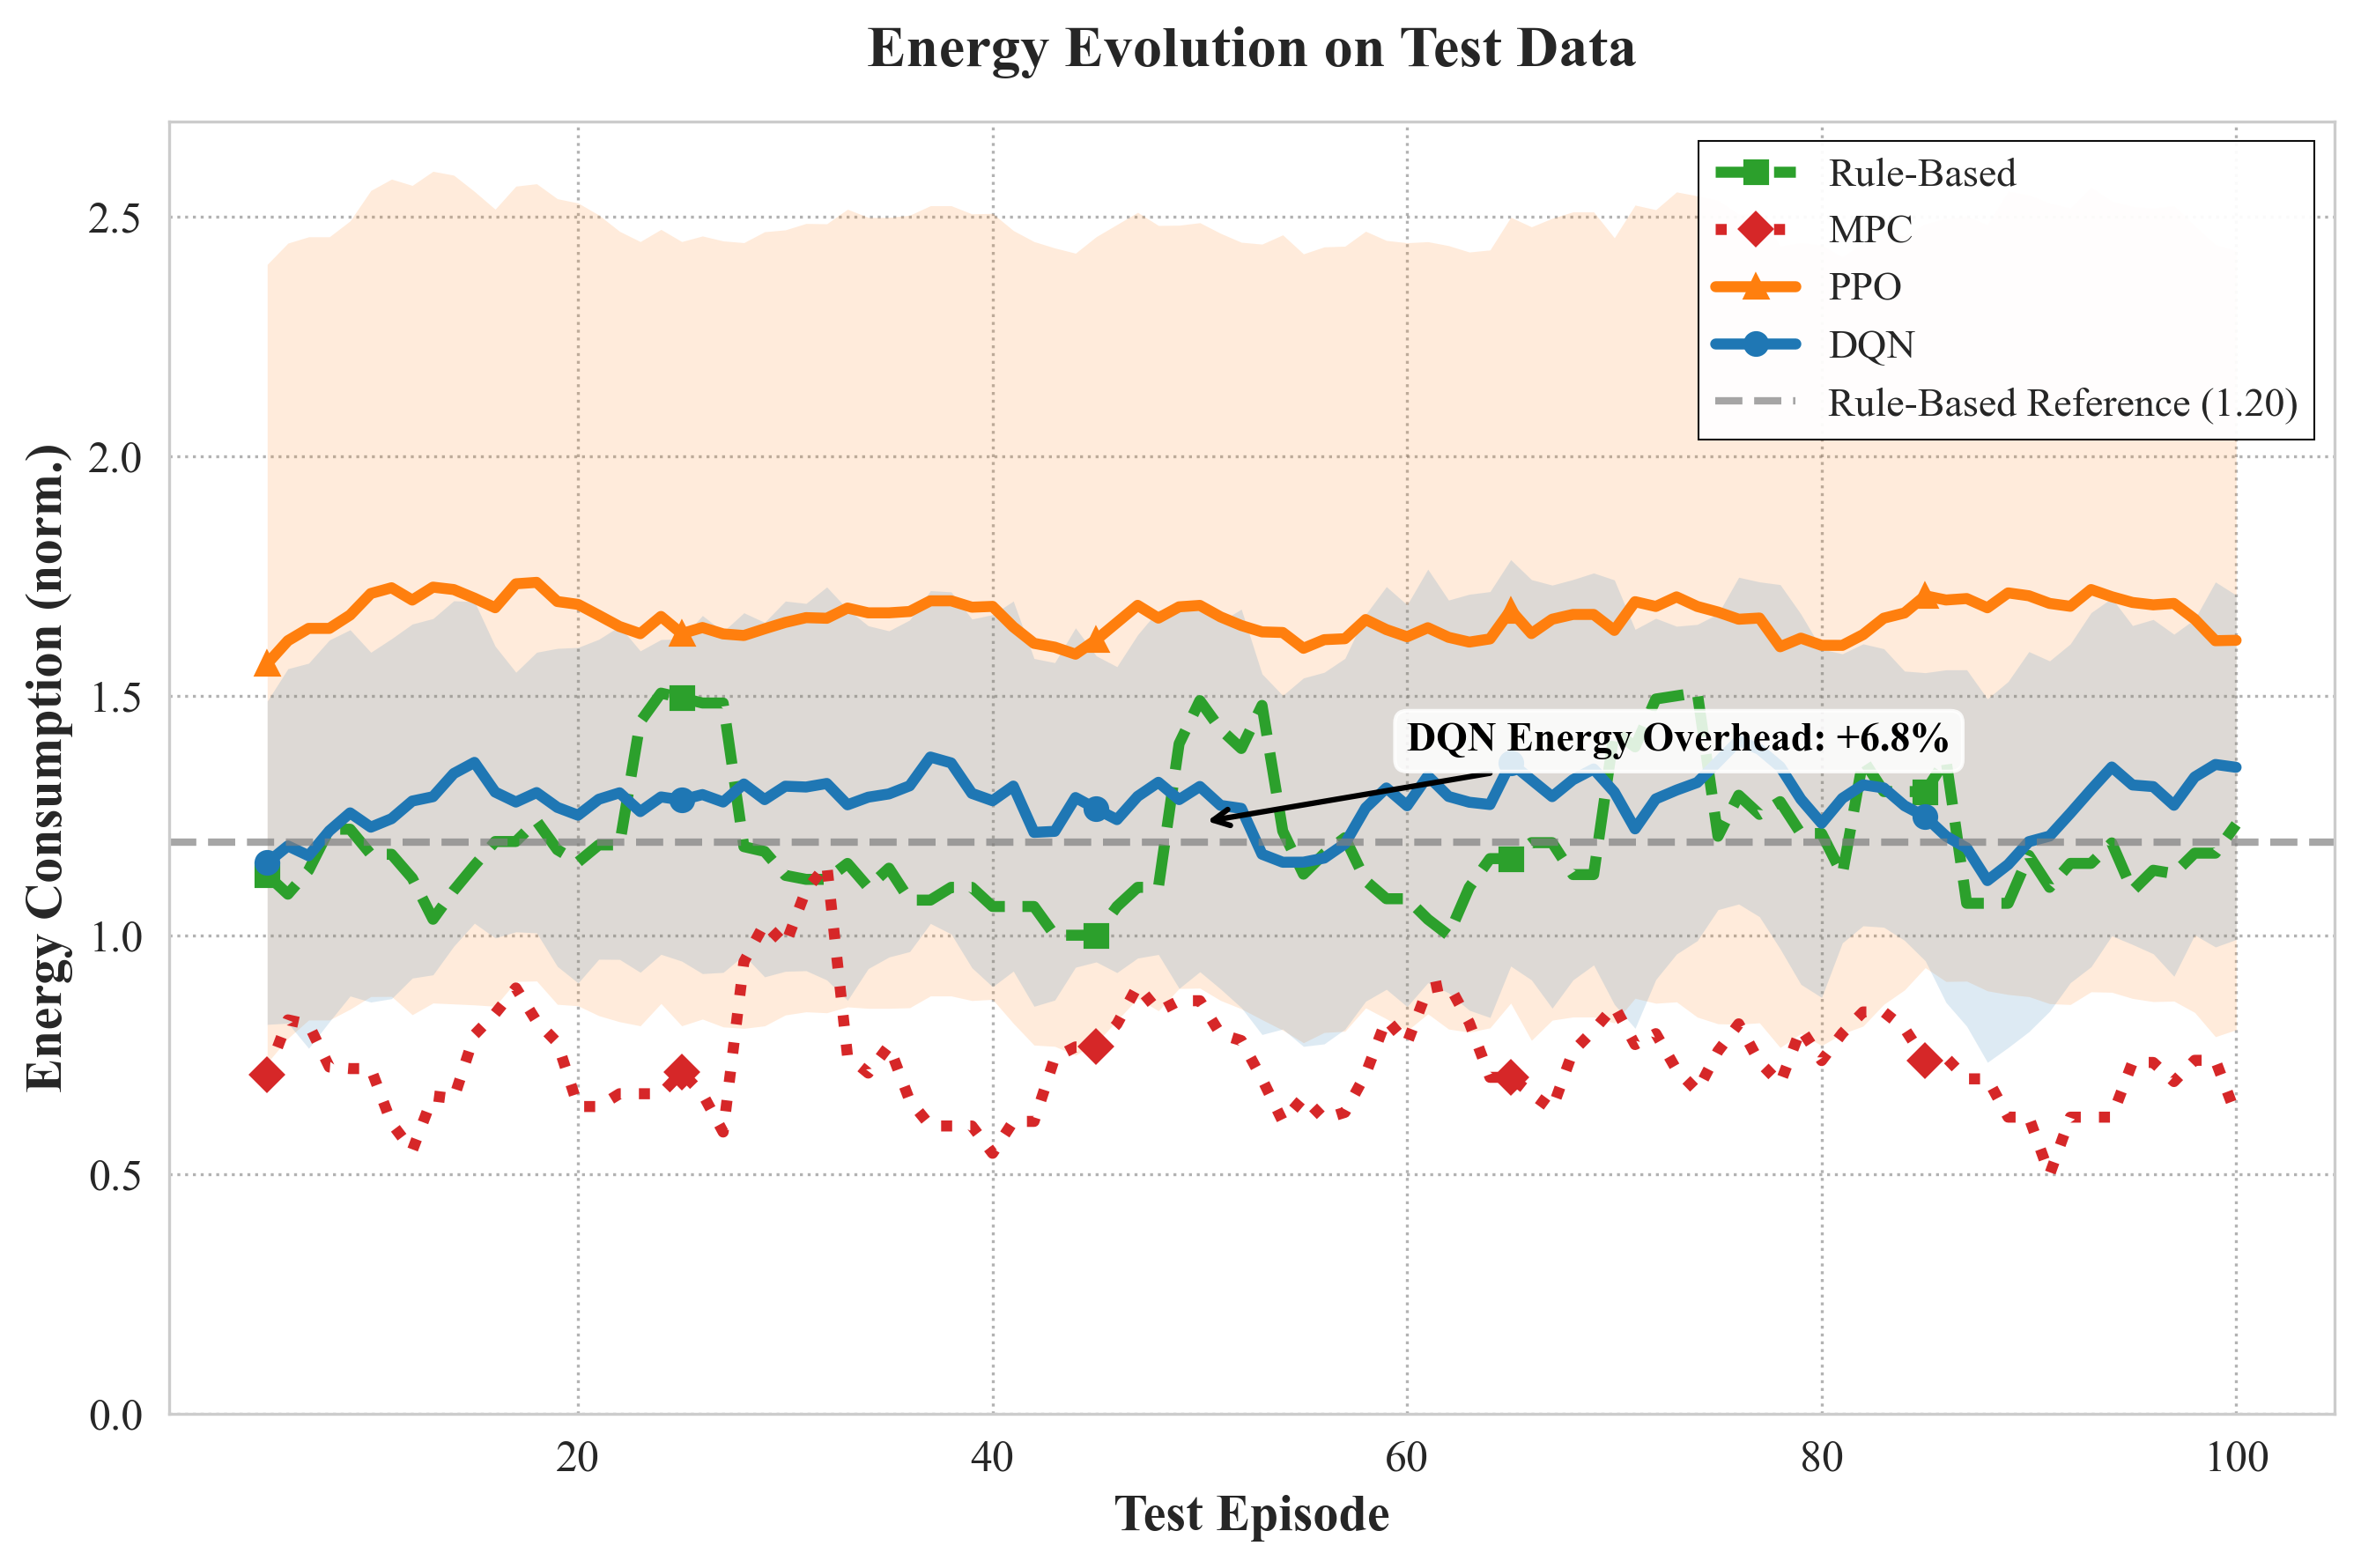 Energy Evolution on Test Data
Energy Consumption (norm.)
2.5
2.0
1.5
1.0
0.5
0.0
Rule-Based
MPC
PPO
DQN
Rule-Based Reference (1.20)
DQN Energy Overhead: +6.8%
20
40
60
80
100
Test Episode